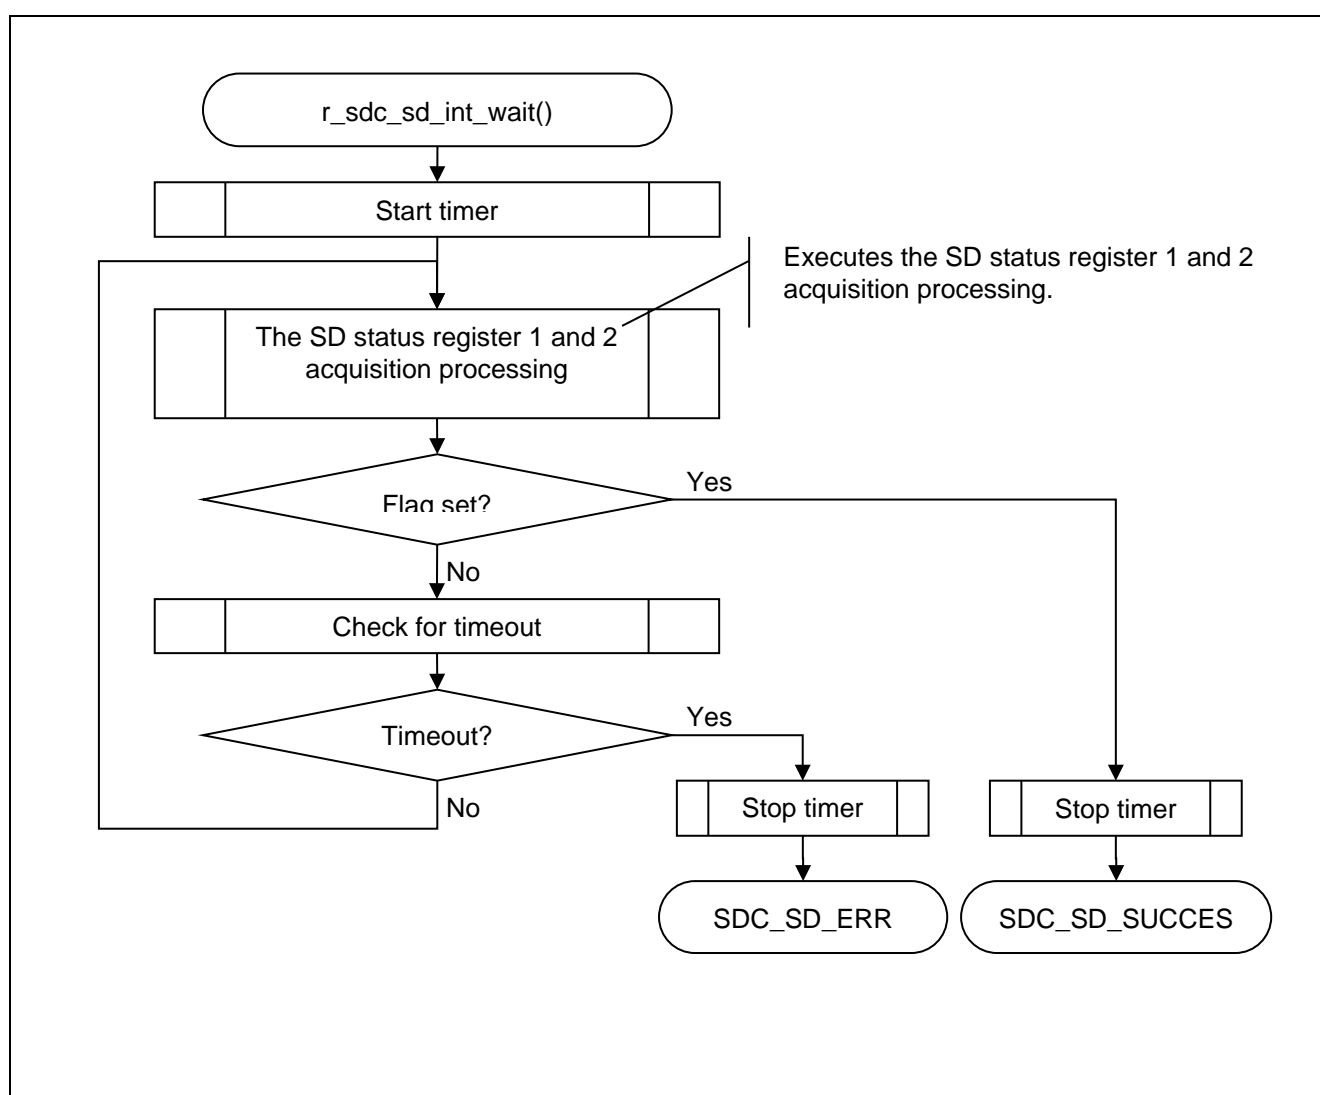 r_sdc_sd_int_wait()
Start timer
Executes the SD status register 1 and 2
acquisition processing.
The SD status register 1 and 2
acquisition processing
Flag set?
Yes
No
Check for timeout
Timeout?
Yes
No
Stop timer
Stop timer
SDC_SD_ERR
SDC_SD_SUCCES